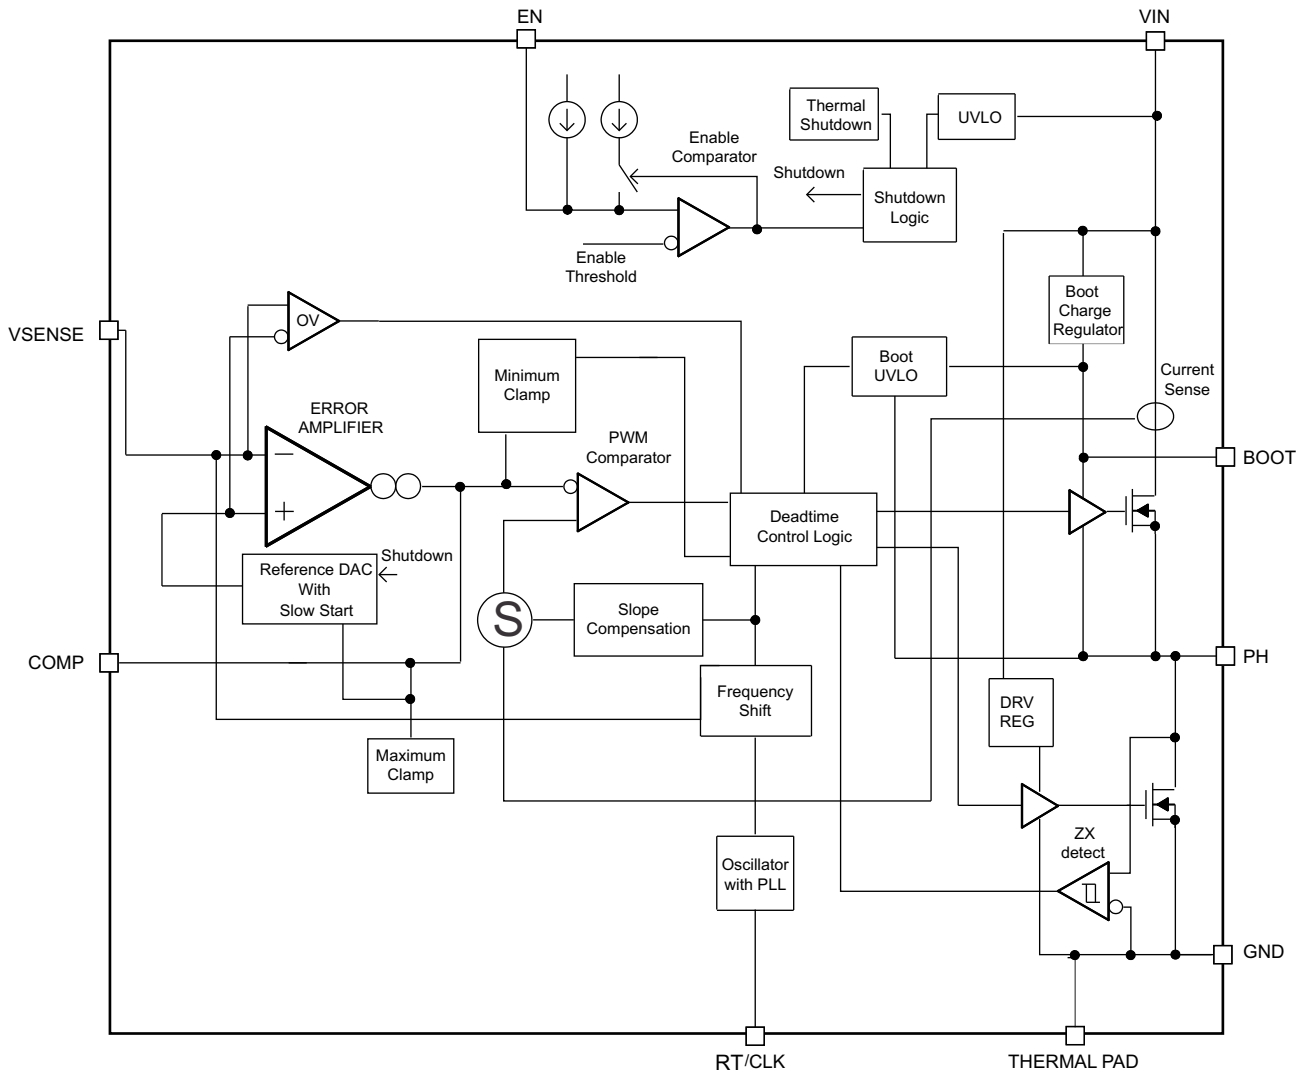 EN
VIN
Thermal
Shutdown
UVLO
Enable
Comparator
Shutdown
Shutdown
Logic
Enable
Threshold
Boot
Charge
Regulator
OV
VSENSE
Minimum
Clamp
Boot
UVLO
Current
Sense
ERROR
AMPLIFIER
−
+
PWM
Comparator
BOOT
Deadtime
Control Logic
Shutdown
Reference DAC
With
Slow Start
S
Slope
Compensation
COMP
PH
Frequency
Shift
DRV
REG
Maximum
Clamp
ZX
detect
Oscillator
with PLL
GND
RT/CLK
THERMAL PAD